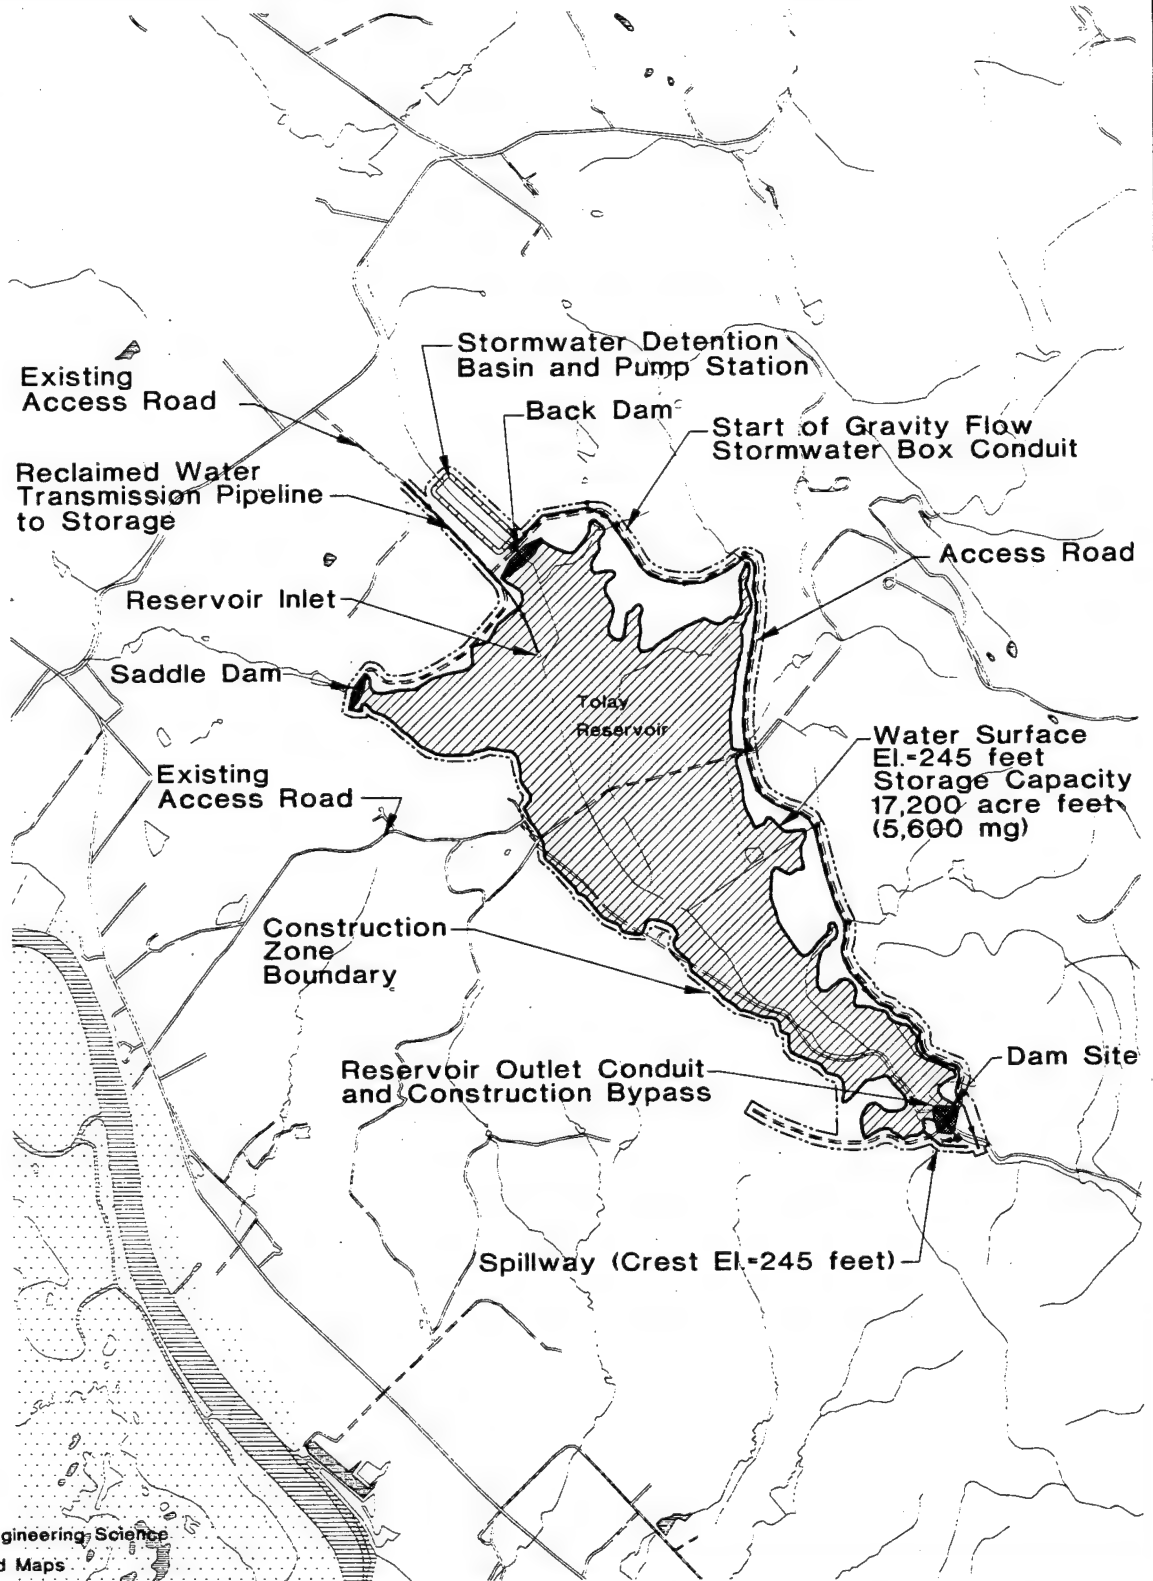 Stormwater Detention
Basin and Pump Station
Existing
Access Road
Back Dam
Start of Gravity Flow
Stormwater Box Conduit
Reclaimed Water
Transmission Pipeline
to Storage
Access Road
Reservoir Inlet
Saddle Dam
Tolay
Reservoir
Water Surface
El.=245 feet
Storage Capacity
17,200 acre feet
(5,600 mg)
Existing
Access Road
Construction
Zone
Boundary
Reservoir Outlet Conduit
and Construction Bypass
Dam Site
Spillway (Crest El.=245 feet)
gineering Science
d Maps